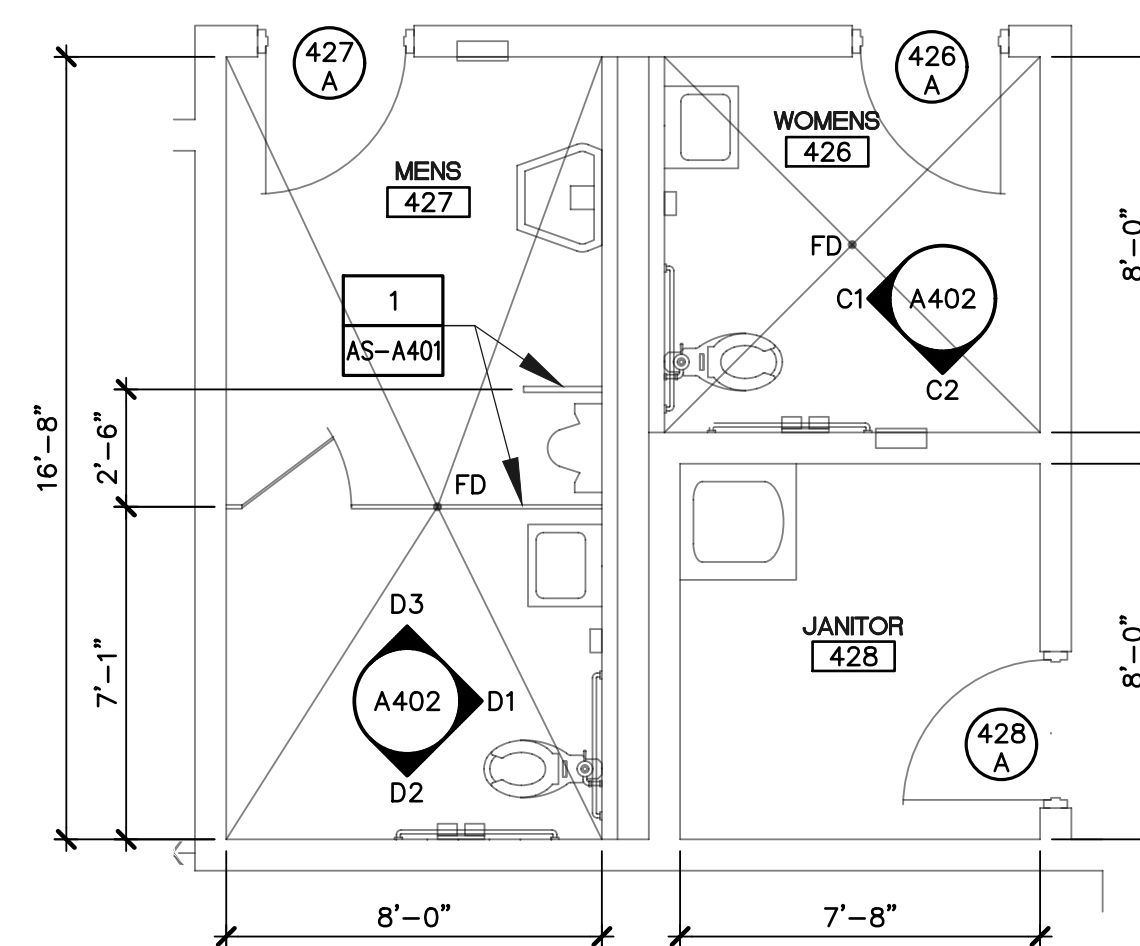 427
A
426
A
WOMENS
426
MENS
427
8'-0"
FD
C1
A402
C2
1
AS-A401
16'-8"
2'-6"
FD
D3
A402
D1
D2
7'-1"
JANITOR
428
8'-0"
428
A
8'-0"
7'-8"